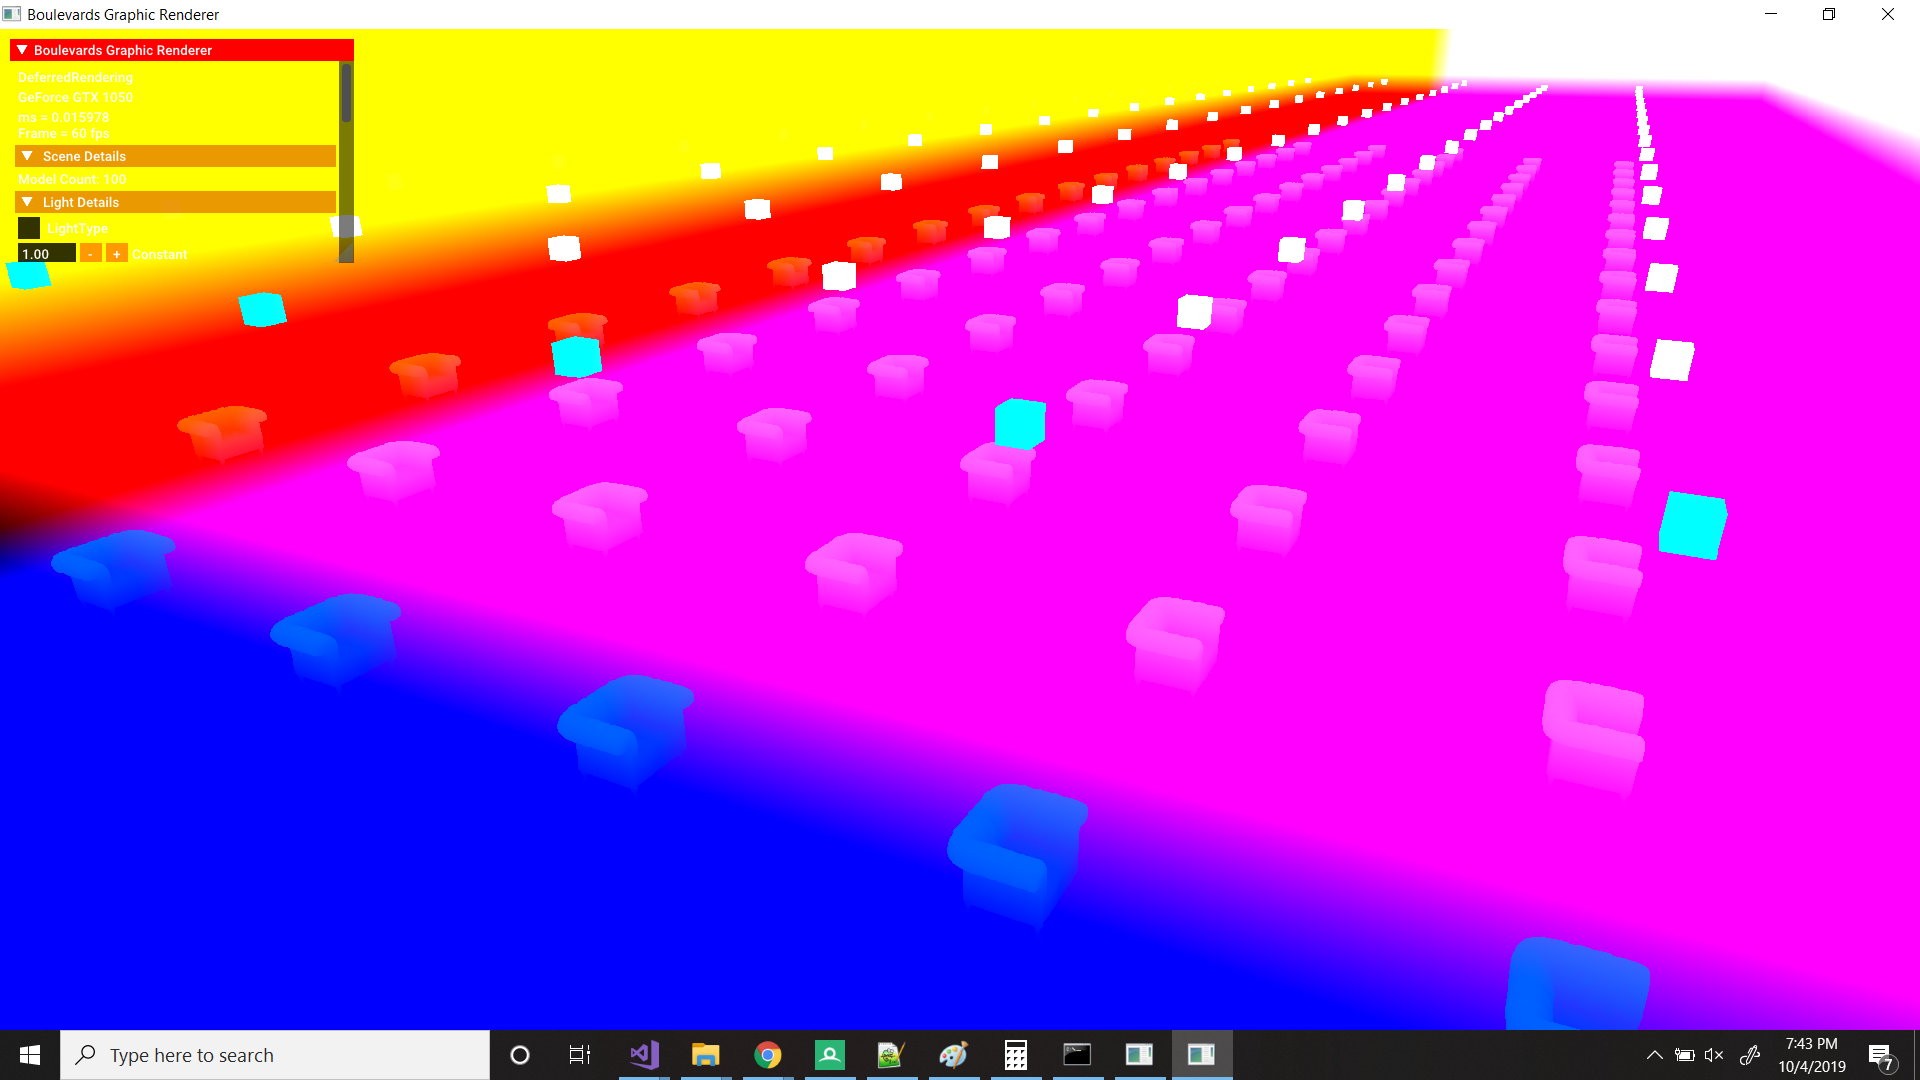 Boulevards Graphic Renderer
Boulevards Graphic Renderer
DeferredRendering
GeForce GTX 1050
ms = 0.015978
Frame = 60 fps
Scene Details
Model Count: 100
Light Details
LightType
1.00 - + Constant
Type here to search
7:43 PM
10/4/2019
7